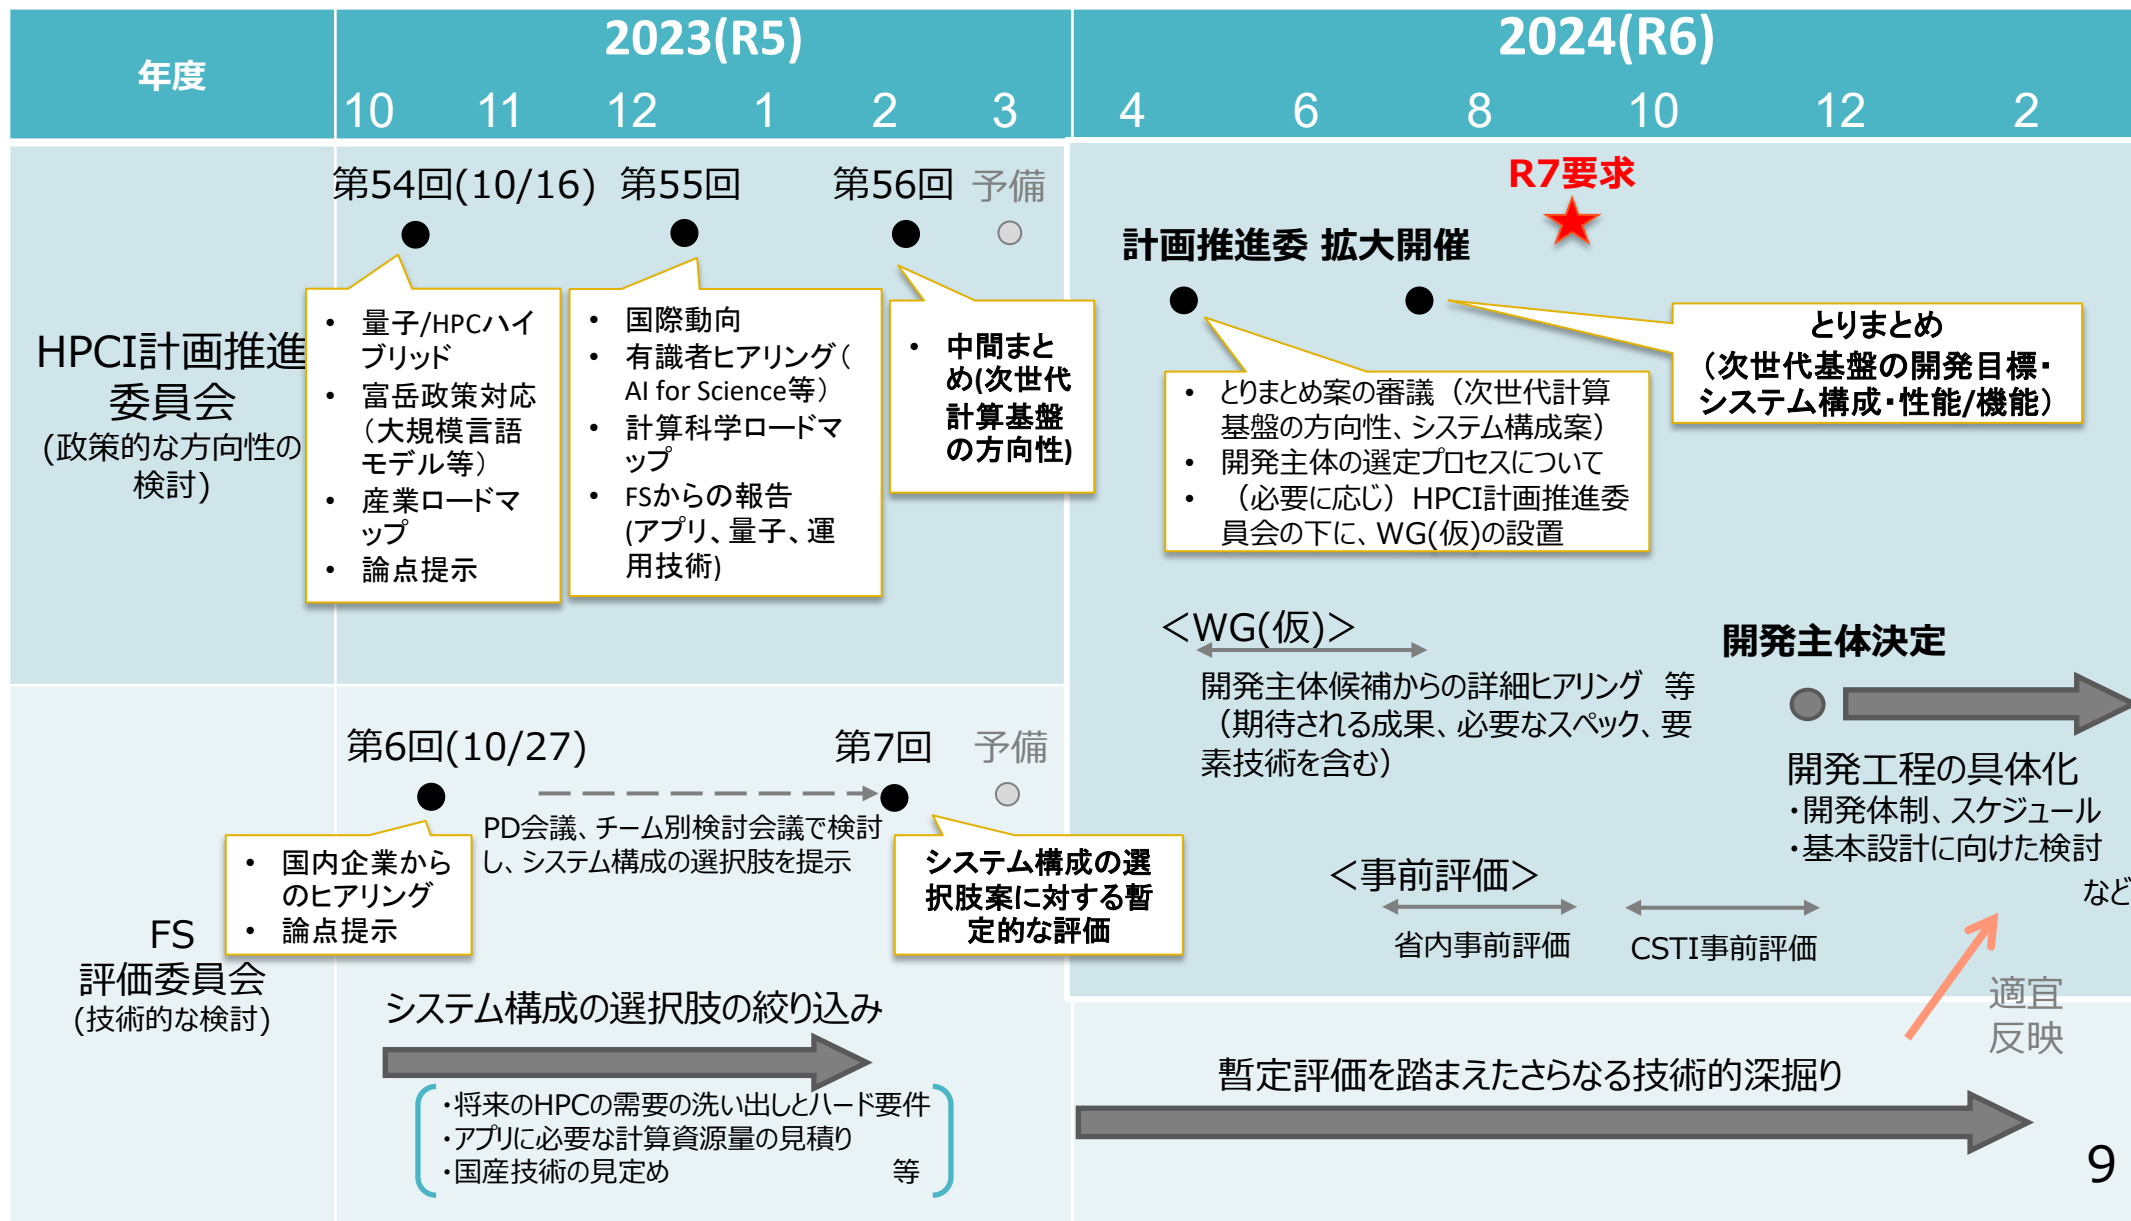 年度
2023(R5)
2024(R6)
10 11 12 1 2 3 4 6 8 10 12 2
HPCI計画推進
委員会
(政策的な方向性の
検討)
第54回(10/16)
第55回
第56回
予備
・ 量子/HPCハイ
ブリッド
・ 富岳政策対応
（大規模言語
モデル等）
・ 産業ロードマ
ップ
・ 論点提示
・ 国際動向
・ 有識者ヒアリング（
AI for Science等）
・ 計算科学ロードマ
ップ
・ FSからの報告
(アプリ、量子、運
用技術)
・ 中間まと
め(次世代
計算基盤
の方向性)
R7要求
計画推進委 拡大開催
・ とりまとめ案の審議（次世代計算
基盤の方向性、システム構成案）
・ 開発主体の選定プロセスについて
・ （必要に応じ）HPCI計画推進委
員会の下に、WG(仮)の設置
とりまとめ
（次世代基盤の開発目標・
システム構成・性能/機能）
＜WG(仮)＞
開発主体候補からの詳細ヒアリング 等
（期待される成果、必要なスペック、要
素技術を含む）
開発主体決定
開発工程の具体化
・開発体制、スケジュール
・基本設計に向けた検討
など
＜事前評価＞
省内事前評価
CSTI事前評価
FS
評価委員会
(技術的な検討)
第6回(10/27)
第7回
予備
・ 国内企業から
のヒアリング
・ 論点提示
PD会議、チーム別検討会議で検討
し、システム構成の選択肢を提示
システム構成の選
択肢案に対する暫
定的な評価
システム構成の選択肢の絞り込み
・将来のHPCの需要の洗い出しとハード要件
・アプリに必要な計算資源量の見積り
・国産技術の見定め 等
適宜
反映
暫定評価を踏まえたさらなる技術的深掘り
9